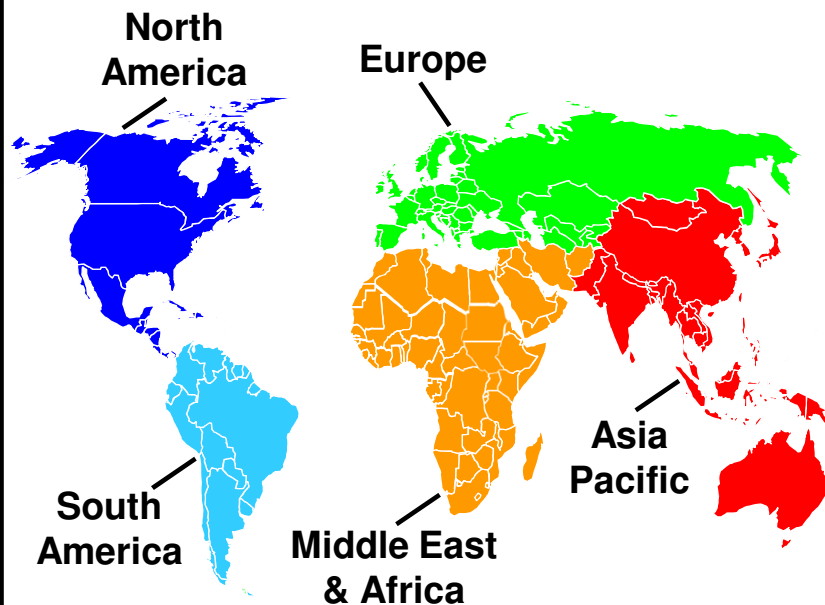 North
America
Europe
Asia
Pacific
South
America
Middle East
& Africa